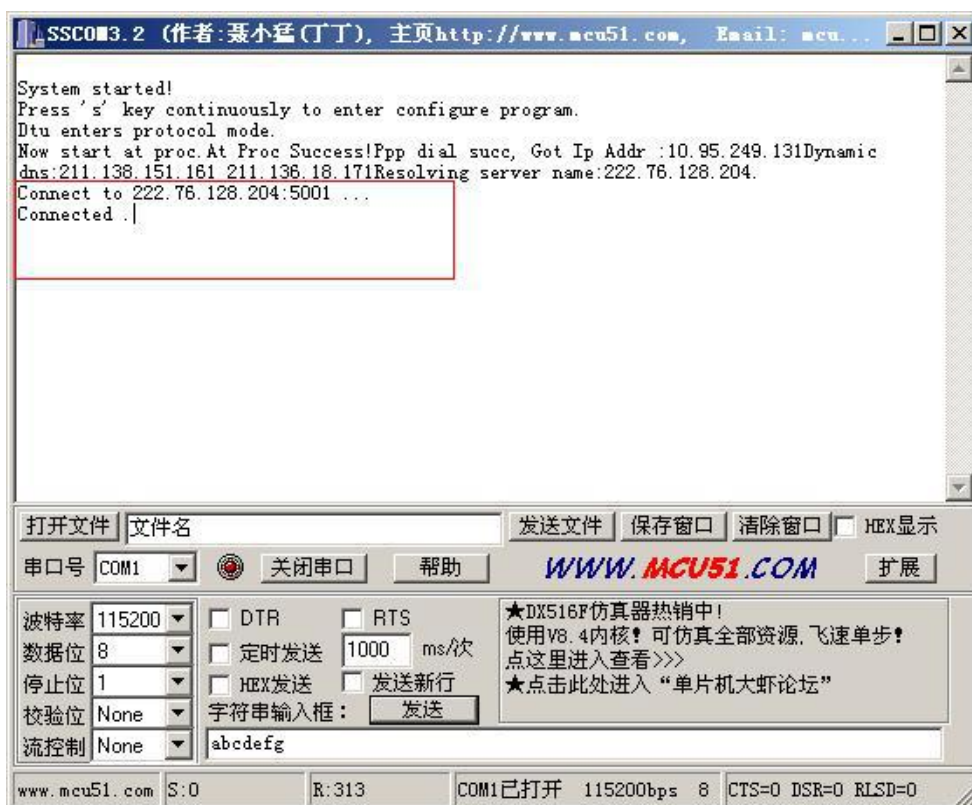 SSCOM3.2 (作者:聂小猛(丁丁), 主页http://www.mcu51.com, Email: mcu...
System started!
Press 's' key continuously to enter configure program.
Dtu enters protocol mode.
Now start at proc.At Proc Success!Ppp dial succ, Got Ip Addr :10.95.249.131Dynamic
dns:211.138.151.161 211.136.18.171Resolving server name:222.76.128.204.
Connect to 222.76.128.204:5001 ...
Connected .
打开文件 文件名 发送文件 保存窗口 清除窗口 HEX显示
串口号 COM1 关闭串口 帮助 WWW.MCU51.COM 扩展
波特率 115200 DTR RTS
数据位 8 定时发送 1000 ms/次
停止位 1 HEX发送 发送新行
校验位 None 字符串输入框: 发送
流控制 None abcdefg
★DX516F仿真器热销中!
使用V8.4内核! 可仿真全部资源,飞速单步!
点这里进入查看>>>
★点击此处进入“单片机大虾论坛”
www.mcu51.com S:0 R:313 COM1已打开 115200bps 8 CTS=0 DSR=0 RLSD=0